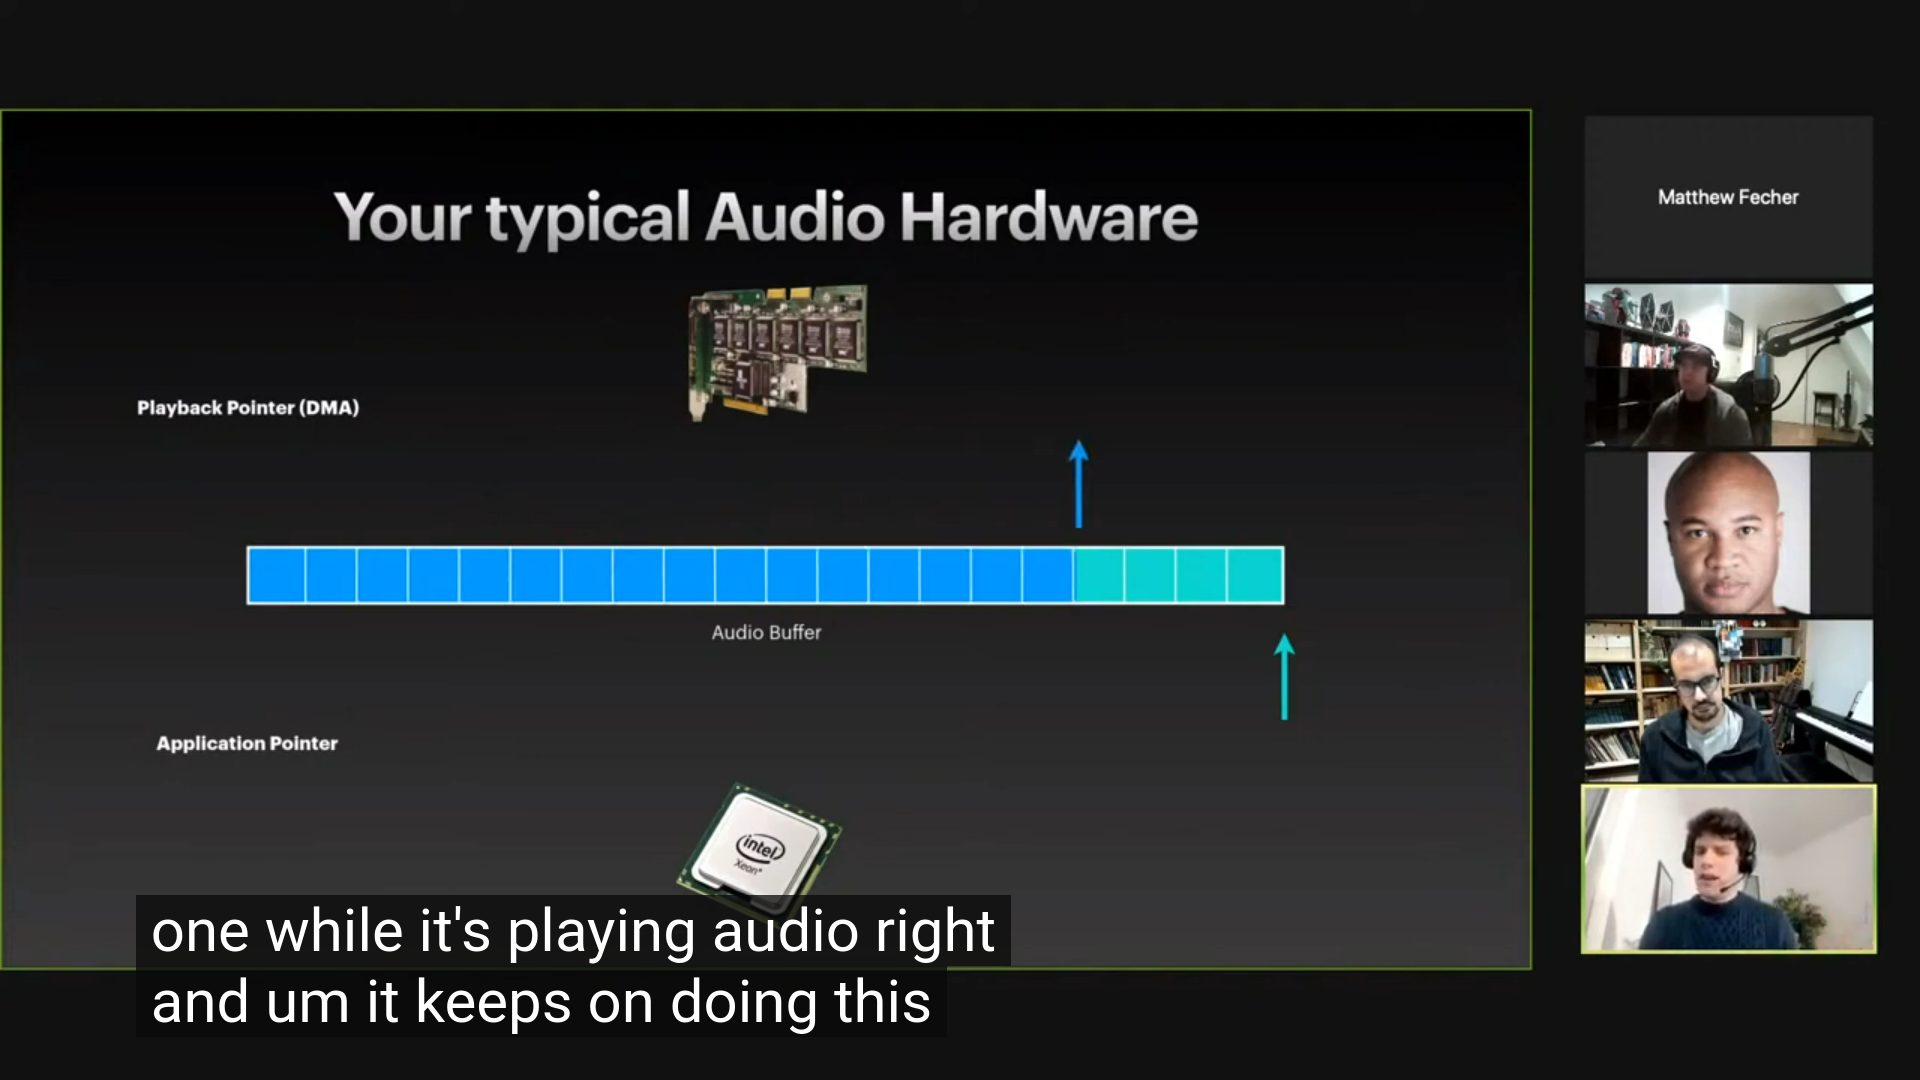 Your typical Audio Hardware
Matthew Fecher
Playback Pointer (DMA)
Audio Buffer
Application Pointer
intel
Xeon
one while it's playing audio right
and um it keeps on doing this